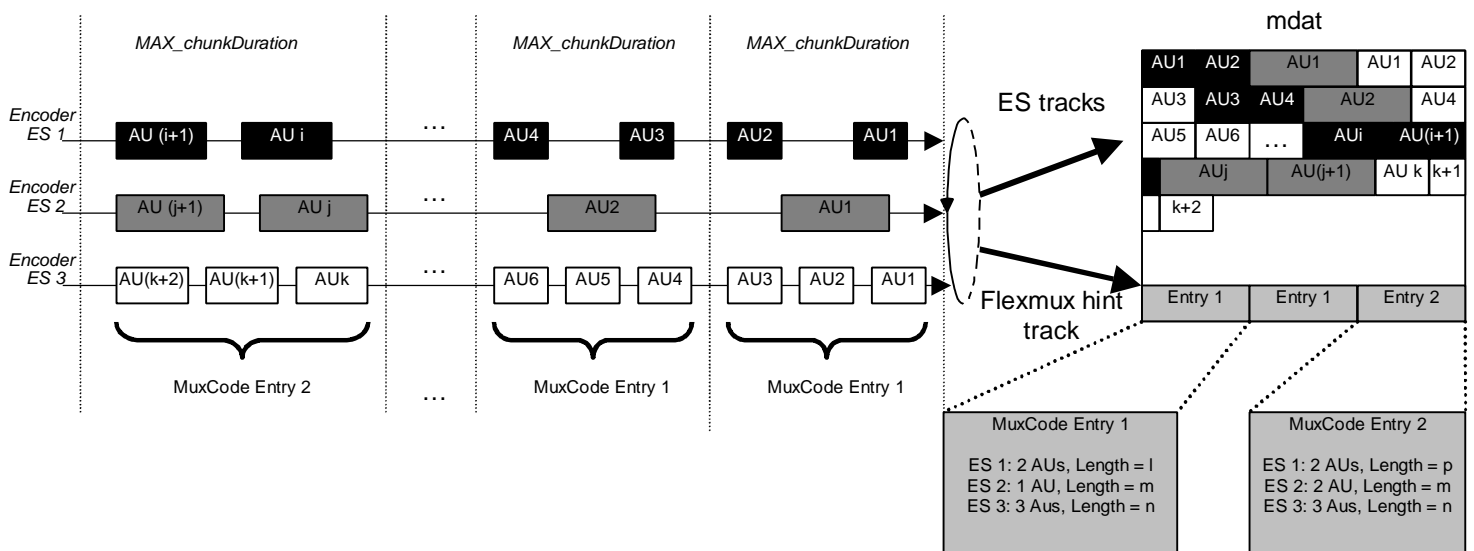 MAX_chunkDuration
MAX_chunkDuration
MAX_chunkDuration
Encoder
ES 1
AU (i+1)
AU i
...
AU4
AU3
AU2
AU1
Encoder
ES 2
AU (j+1)
AU j
...
AU2
AU1
Encoder
ES 3
AU(k+2)
AU(k+1)
AUk
...
AU6
AU5
AU4
AU3
AU2
AU1
MuxCode Entry 2
...
MuxCode Entry 1
MuxCode Entry 1
ES tracks
Flexmux hint
track
mdat
AU1 AU2 AU1 AU1 AU2
AU3 AU3 AU4 AU2 AU4
AU5 AU6 ... AUi AU(i+1)
AUj AU(j+1) AU k k+1
k+2
Entry 1 Entry 1 Entry 2
MuxCode Entry 1
ES 1: 2 AUs, Length = l
ES 2: 1 AU, Length = m
ES 3: 3 Aus, Length = n
MuxCode Entry 2
ES 1: 2 AUs, Length = p
ES 2: 2 AU, Length = m
ES 3: 3 Aus, Length = n